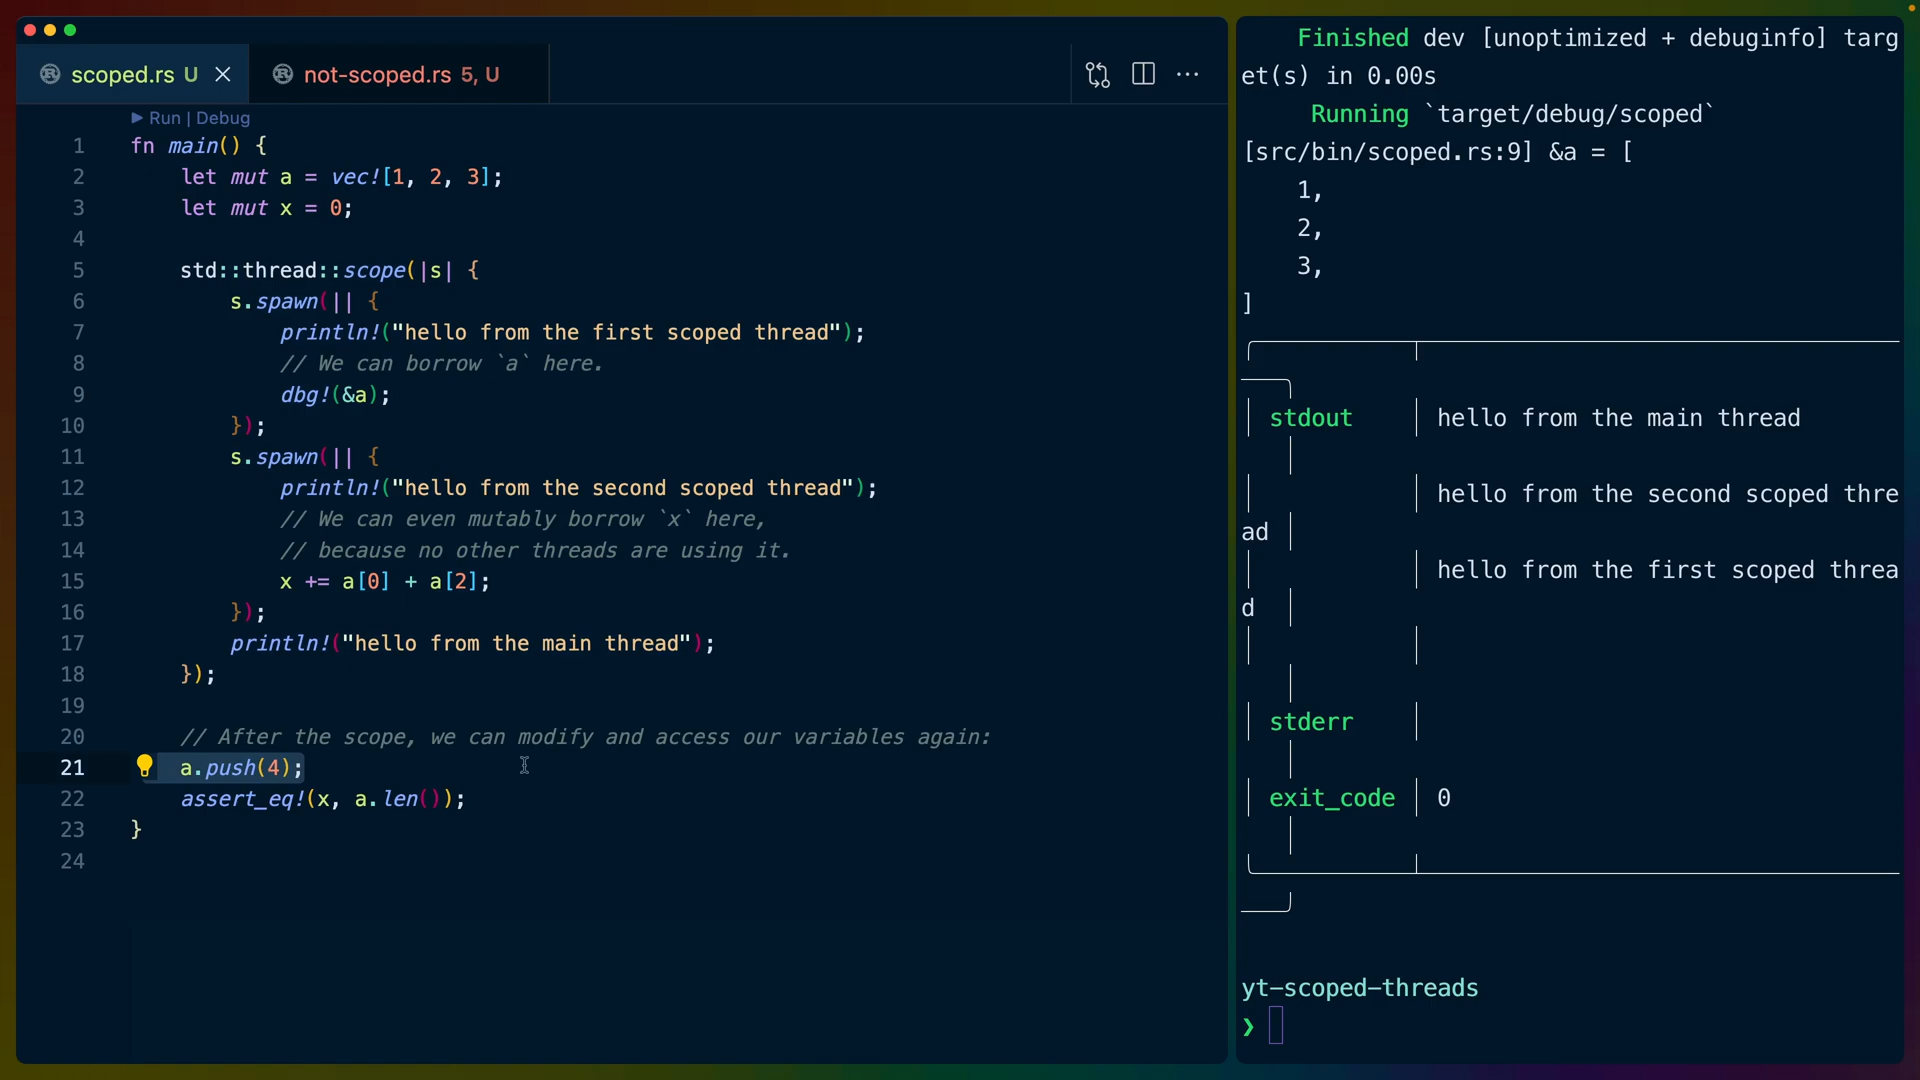 scoped.rs U
not-scoped.rs 5, U
Run | Debug
1 fn main() {
2 let mut a = vec![1, 2, 3];
3 let mut x = 0;
4
5 std::thread::scope(|s| {
6 s.spawn(|| {
7 println!("hello from the first scoped thread");
8 // We can borrow `a` here.
9 dbg!(&a);
10 });
11 s.spawn(|| {
12 println!("hello from the second scoped thread");
13 // We can even mutably borrow `x` here,
14 // because no other threads are using it.
15 x += a[0] + a[2];
16 });
17 println!("hello from the main thread");
18 });
19
20 // After the scope, we can modify and access our variables again:
21 a.push(4);
22 assert_eq!(x, a.len());
23 }
24
Finished dev [unoptimized + debuginfo] targ
et(s) in 0.00s
Running `target/debug/scoped`
[src/bin/scoped.rs:9] &a = [
1,
2,
3,
]
stdout hello from the main thread
hello from the second scoped thre
ad
hello from the first scoped threa
d
stderr
exit_code 0
yt-scoped-threads
❯